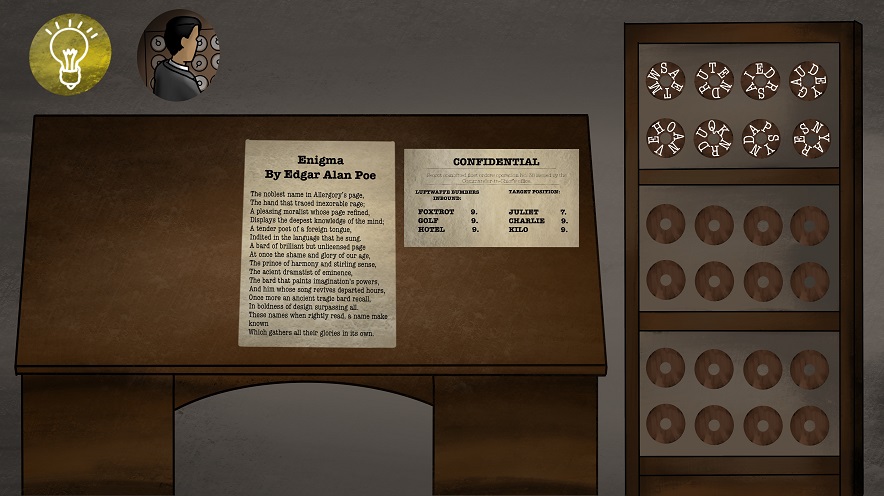 Enigma
By Edgar Alan Poe
The noblest name in Allergory's page,
The hand that traced inexorable rage;
A pleasing moralist whose page refined,
Displays the deepest knowledge of the mind;
A tender poet of a foreign tongue,
Indited in the language that he sung.
A bard of brilliant but unlicensed page
At once the shame and glory of our age,
The prince of harmony and stirling sense,
The acient dramatist of eminence,
The bard that paints imagination's powers,
And him whose song revives departed hours,
Once more an ancient tragic bard recall,
In boldness of design surpassing all.
These names when rightly read, a name make
known
Which gathers all their glories in its own.
CONFIDENTIAL
LUFTWAFFE BUMBERS
INBOUND:
TARGET POSITION:
FOXTROT 9. JULIET 7.
GOLF 9. CHARLIE 9.
HOTEL 9. KILO 9.